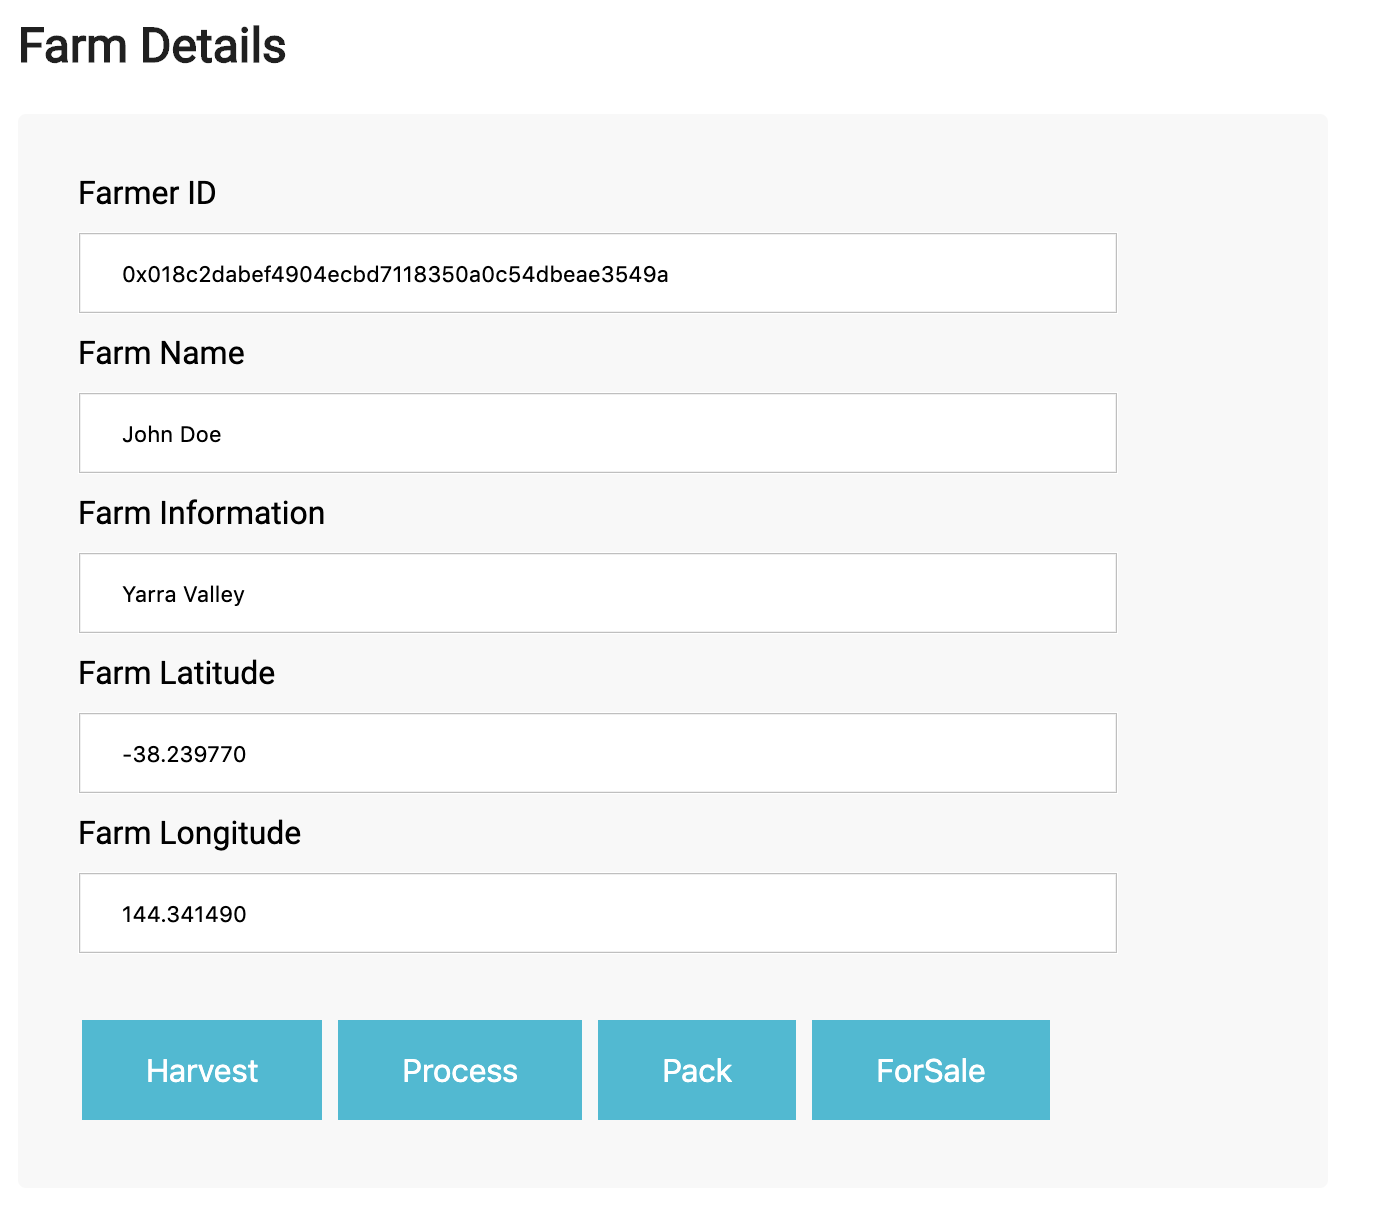 Farm Details
Farmer ID
0x018c2dabef4904ecbd7118350a0c54dbeae3549a
Farm Name
John Doe
Farm Information
Yarra Valley
Farm Latitude
-38.239770
Farm Longitude
144.341490
Harvest Process Pack ForSale